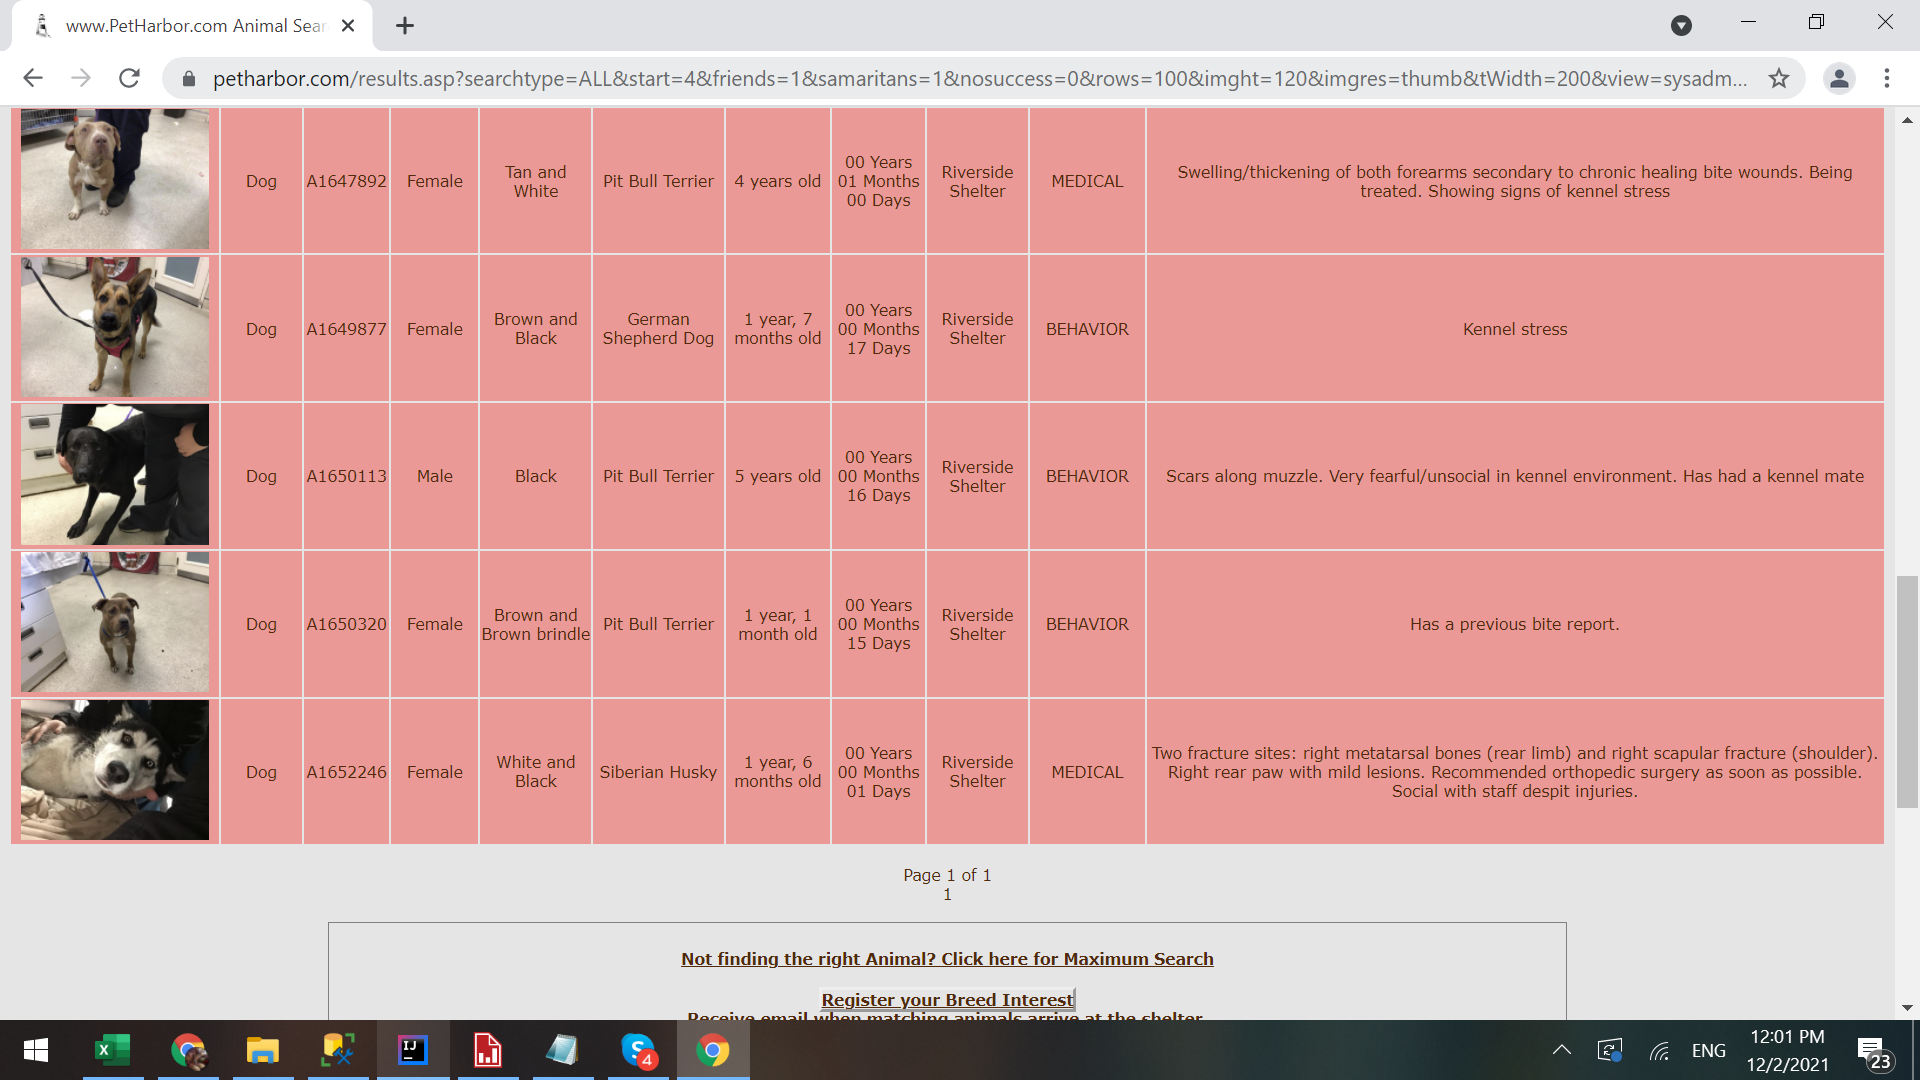 www.PetHarbor.com Animal Sear
petharbor.com/results.asp?searchtype=ALL&start=4&friends=1&samaritans=1&nosuccess=0&rows=100&imght=120&imgres=thumb&tWidth=200&view=sysadm...
Dog
A1647892
Female
Tan and
White
Pit Bull Terrier
4 years old
00 Years
01 Months
00 Days
Riverside
Shelter
MEDICAL
Swelling/thickening of both forearms secondary to chronic healing bite wounds. Being
treated. Showing signs of kennel stress
Dog
A1649877
Female
Brown and
Black
German
Shepherd Dog
1 year, 7
months old
00 Years
00 Months
17 Days
Riverside
Shelter
BEHAVIOR
Kennel stress
Dog
A1650113
Male
Black
Pit Bull Terrier
5 years old
00 Years
00 Months
16 Days
Riverside
Shelter
BEHAVIOR
Scars along muzzle. Very fearful/unsocial in kennel environment. Has had a kennel mate
Dog
A1650320
Female
Brown and
Brown brindle
Pit Bull Terrier
1 year, 1
month old
00 Years
00 Months
15 Days
Riverside
Shelter
BEHAVIOR
Has a previous bite report.
Dog
A1652246
Female
White and
Black
Siberian Husky
1 year, 6
months old
00 Years
00 Months
01 Days
Riverside
Shelter
MEDICAL
Two fracture sites: right metatarsal bones (rear limb) and right scapular fracture (shoulder).
Right rear paw with mild lesions. Recommended orthopedic surgery as soon as possible.
Social with staff despit injuries.
Page 1 of 1
1
Not finding the right Animal? Click here for Maximum Search
Register your Breed Interest
Receive email when matching animals arrive at the shelter
X
IJ
S
4
ENG
12:01 PM
12/2/2021
23